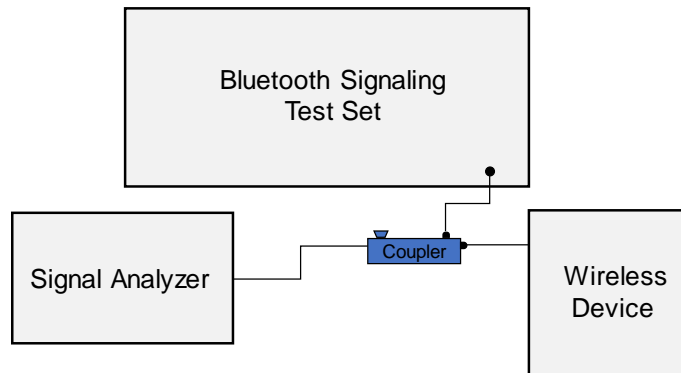 Bluetooth Signaling
Test Set
Signal Analyzer
Coupler
Wireless
Device